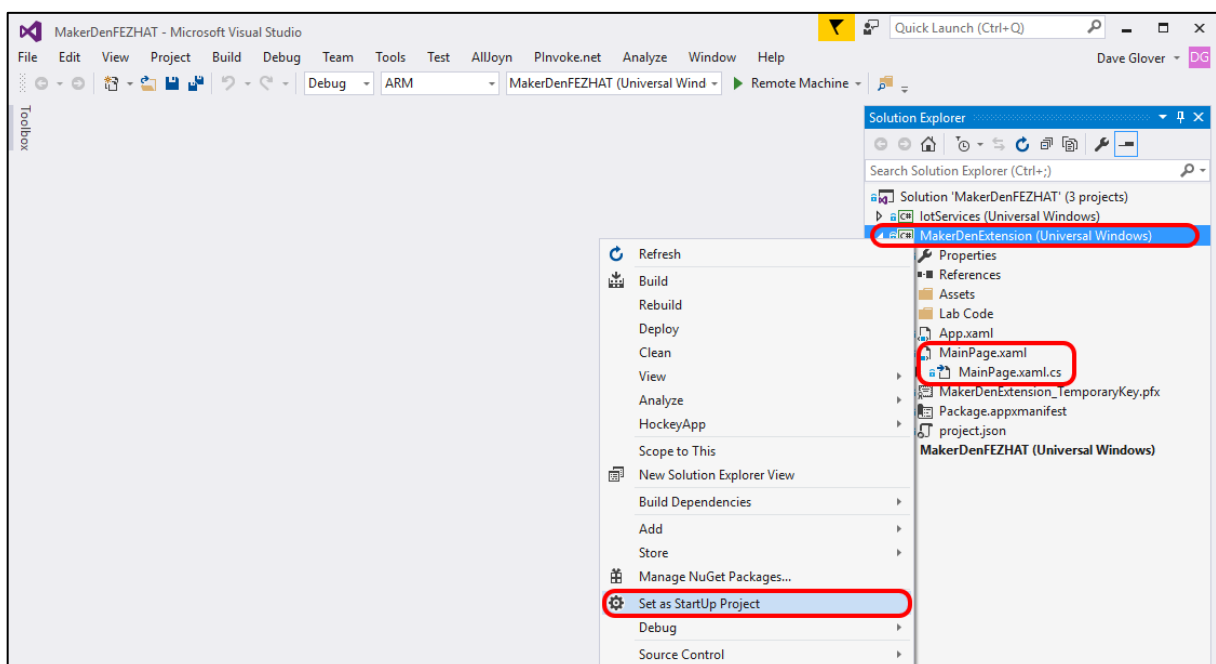 MakerDenFEZHAT - Microsoft Visual Studio
Quick Launch (Ctrl+Q)
File Edit View Project Build Debug Team Tools Test AllJoyn PInvoke.net Analyze Window Help
Dave Glover DG
Debug ARM MakerDenFEZHAT (Universal Wind Remote Machine
Toolbox
Solution Explorer
Search Solution Explorer (Ctrl+;)
Solution 'MakerDenFEZHAT' (3 projects)
C# IotServices (Universal Windows)
C# MakerDenExtension (Universal Windows)
Properties
References
Assets
Lab Code
App.xaml
MainPage.xaml
MainPage.xaml.cs
MakerDenExtension_TemporaryKey.pfx
Package.appxmanifest
project.json
MakerDenFEZHAT (Universal Windows)
Refresh
Build
Rebuild
Deploy
Clean
View
Analyze
HockeyApp
Scope to This
New Solution Explorer View
Build Dependencies
Add
Store
Manage NuGet Packages...
Set as StartUp Project
Debug
Source Control